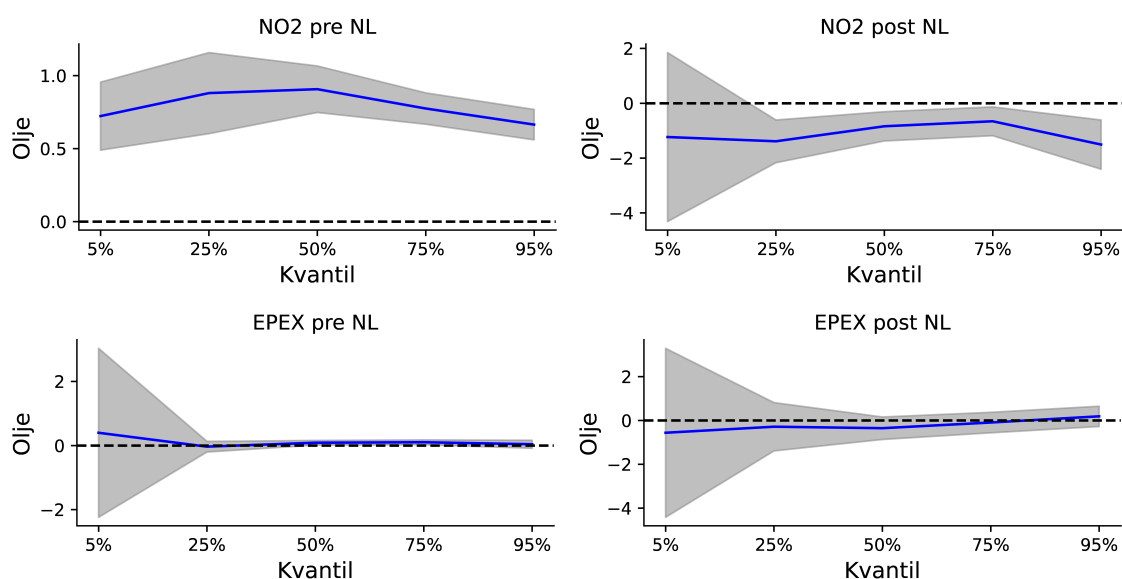 NO2 pre NL
1.0
0.5
0.0
Olje
5% 25% 50% 75% 95%
Kvantil
NO2 post NL
2
0
−2
−4
Olje
5% 25% 50% 75% 95%
Kvantil
EPEX pre NL
2
0
−2
Olje
5% 25% 50% 75% 95%
Kvantil
EPEX post NL
2
0
−2
−4
Olje
5% 25% 50% 75% 95%
Kvantil